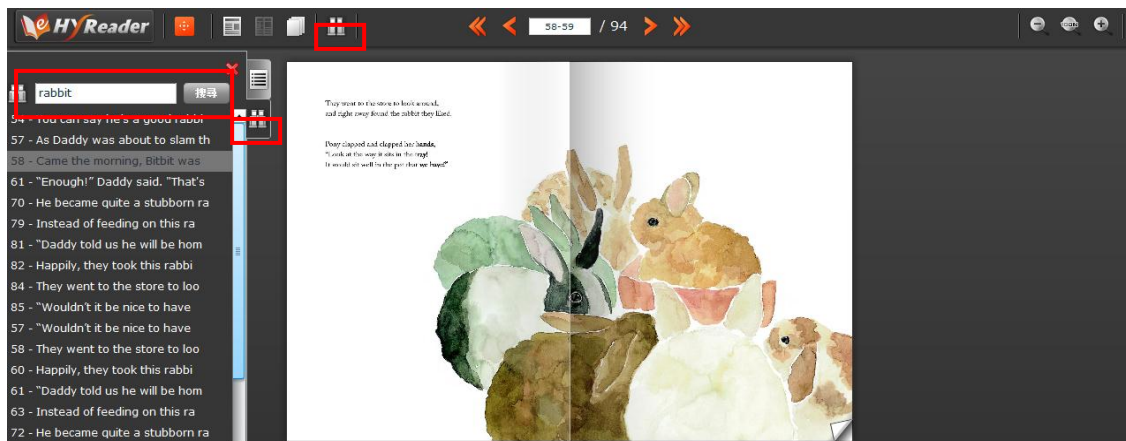 HyReader
58-59 / 94
rabbit 搜尋
54 - You can say he's a good rabbi
57 - As Daddy was about to slam th
58 - Came the morning, Bitbit was
61 - “Enough!” Daddy said. “That's
70 - He became quite a stubborn ra
79 - Instead of feeding on this ra
81 - “Daddy told us he will be hom
82 - Happily, they took this rabbi
84 - They went to the store to loo
85 - “Wouldn't it be nice to have
57 - “Wouldn't it be nice to have
58 - They went to the store to loo
60 - Happily, they took this rabbi
61 - “Daddy told us he will be hom
63 - Instead of feeding on this ra
72 - He became quite a stubborn ra
They went to the store to look around,
and right away found the rabbit they liked.
Pony clapped and clapped her hands,
“Look at the way it sits in the tray!
It would sit well in the pot that we have!”